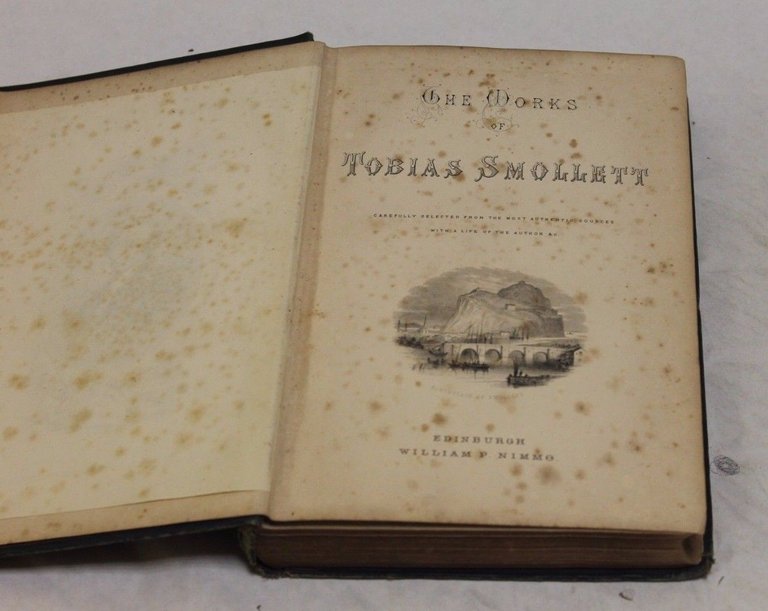 THE WORKS
OF
TOBIAS SMOLLETT
CAREFULLY SELECTED FROM THE MOST AUTHENTIC SOURCES
WITH A LIFE OF THE AUTHOR &c.
EDINBURGH
WILLIAM P. NIMMO